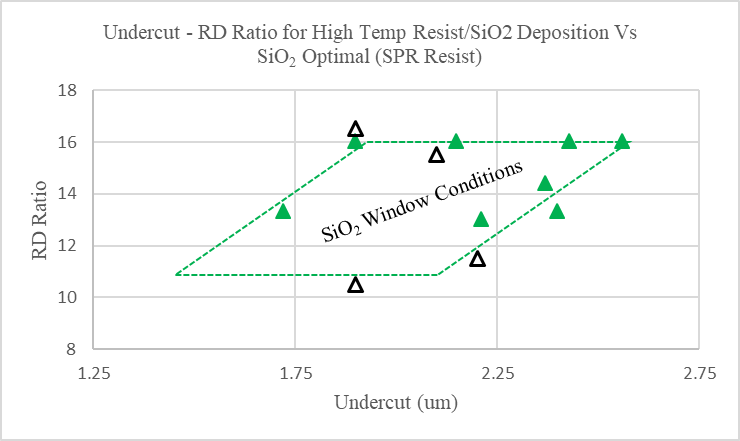 Undercut - RD Ratio for High Temp Resist/SiO2 Deposition Vs
SiO₂ Optimal (SPR Resist)
18
16
14
12
10
8
RD Ratio
SiO₂ Window Conditions
1.25
1.75
2.25
2.75
Undercut (um)